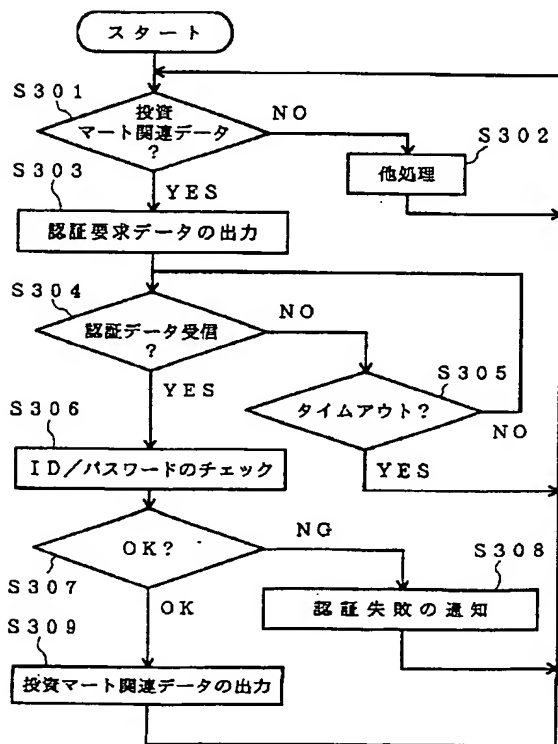 スタート
S301
投資
マート関連データ
?
NO
S302
他処理
YES
S303
認証要求データの出力
S304
認証データ受信
?
NO
YES
S305
タイムアウト?
NO
YES
S306
ID/パスワードのチェック
S307
OK?
NG
OK
S308
認証失敗の通知
S309
投資マート関連データの出力